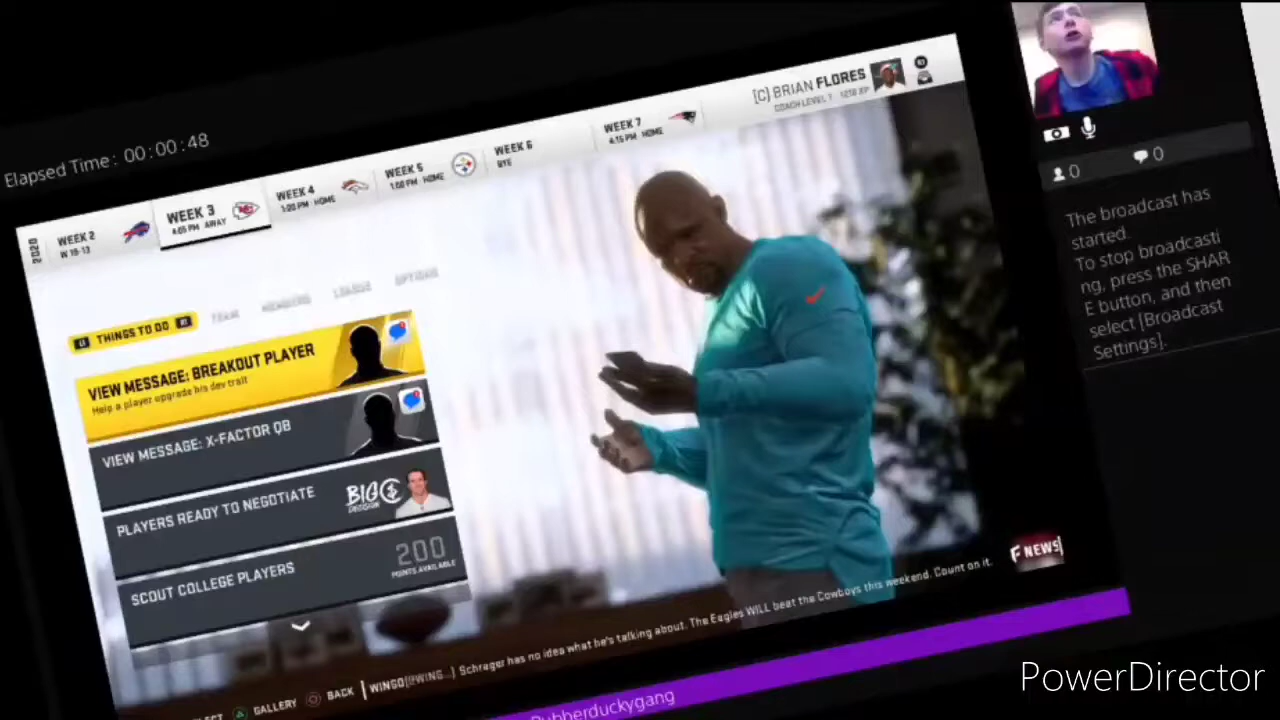 Elapsed Time: 00:00:48
[C] BRIAN FLORES
COACH LEVEL 1
2020
WEEK 2
W 16-13
WEEK 3
4:05 PM AWAY
WEEK 4
1:00 PM HOME
WEEK 5
1:00 PM HOME
WEEK 6
BYE
WEEK 7
4:15 PM HOME
THINGS TO DO
TEAM
MEMBERS
LEAGUE
OPTIONS
VIEW MESSAGE: BREAKOUT PLAYER
Help a player upgrade his dev trait
VIEW MESSAGE: X-FACTOR QB
PLAYERS READY TO NEGOTIATE
BIG
DECISION
SCOUT COLLEGE PLAYERS
200
POINTS AVAILABLE
NEWS
WINGO(@WING...) Schrager has no idea what he's talking about. The Eagles WILL beat the Cowboys this weekend. Count on it.
GALLERY
BACK
Rubberduckygang
0
0
The broadcast has
started.
To stop broadcasti
ng, press the SHAR
E button, and then
select [Broadcast
Settings].
PowerDirector